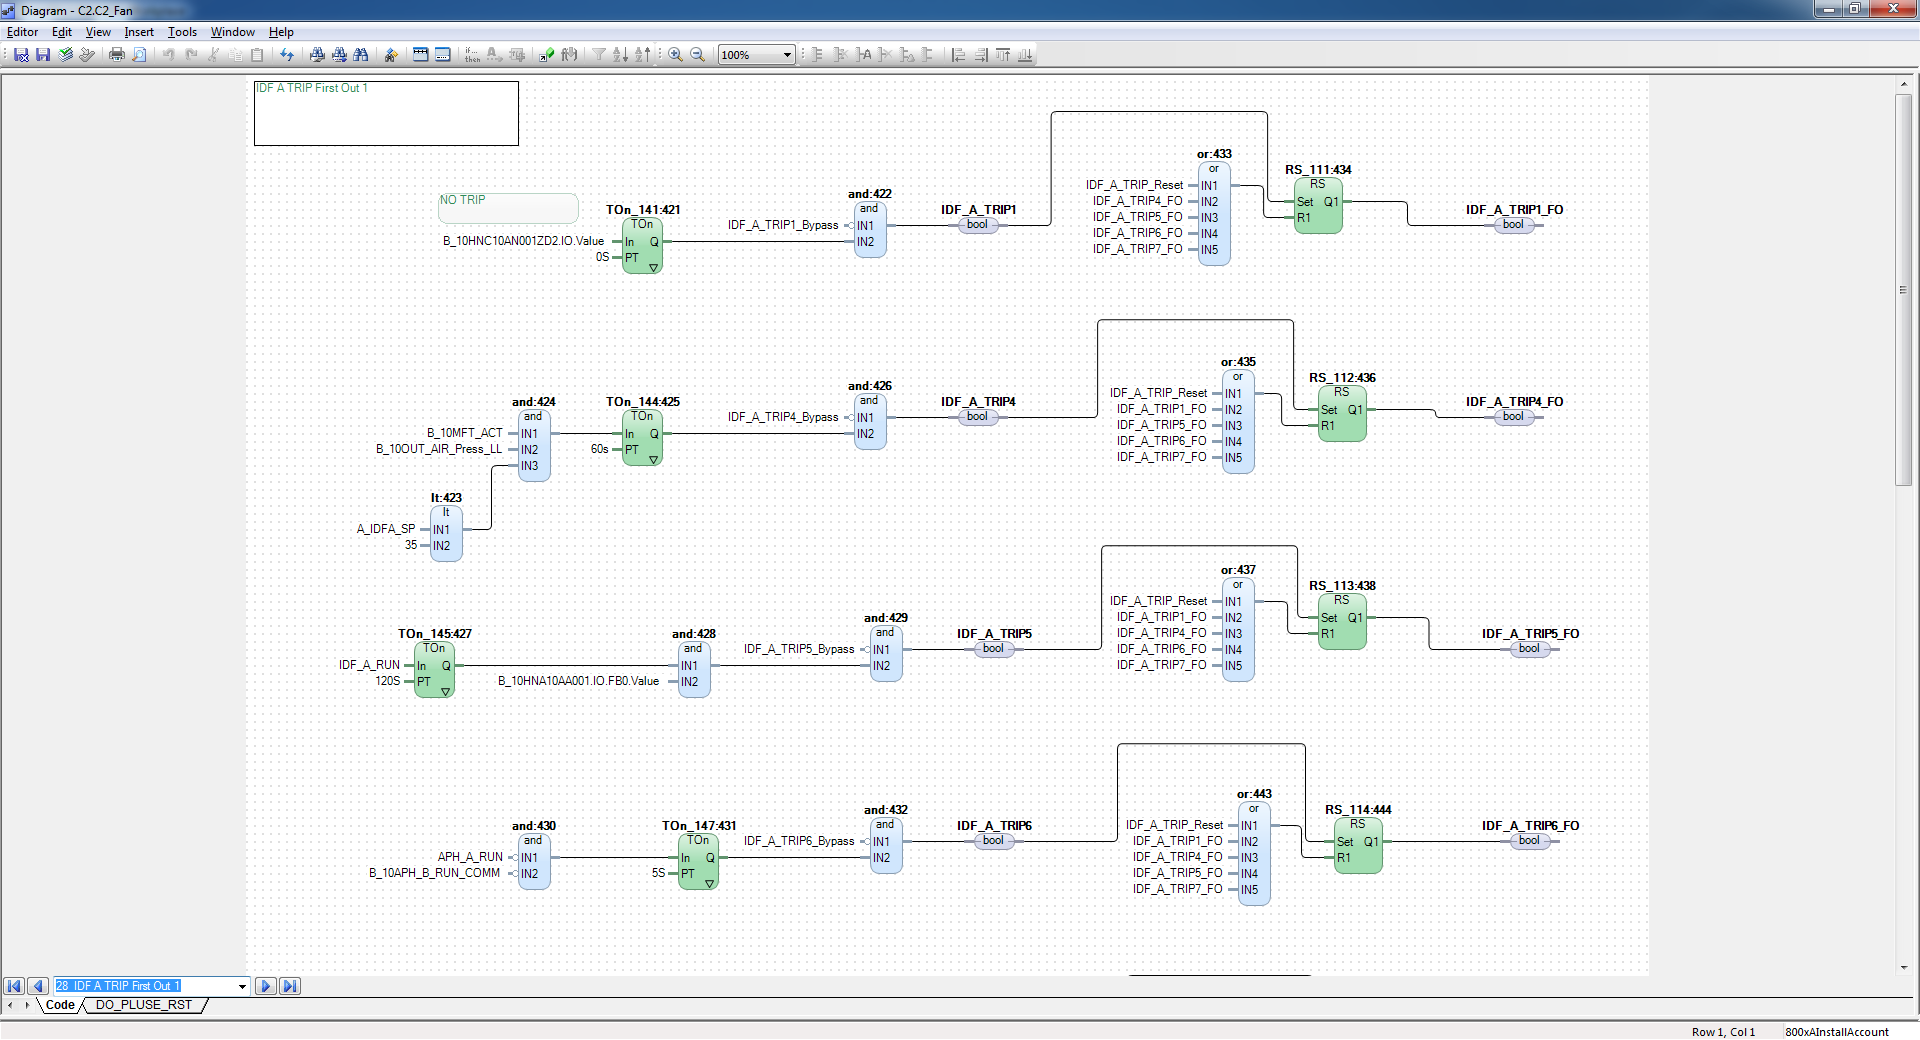 Diagram - C2.C2_Fan
Editor Edit View Insert Tools Window Help
if... then
100%
IDF A TRIP First Out 1
NO TRIP
TOn_141:421
TOn
B_10HNC10AN001ZD2.IO.Value In Q
0S PT
and:422
and
IDF_A_TRIP1_Bypass IN1
IN2
IDF_A_TRIP1
bool
or:433
or
IDF_A_TRIP_Reset IN1
IDF_A_TRIP4_FO IN2
IDF_A_TRIP5_FO IN3
IDF_A_TRIP6_FO IN4
IDF_A_TRIP7_FO IN5
RS_111:434
RS
Set Q1
R1
IDF_A_TRIP1_FO
bool
and:424
and
B_10MFT_ACT IN1
B_10OUT_AIR_Press_LL IN2
IN3
lt:423
lt
A_IDFA_SP IN1
35 IN2
TOn_144:425
TOn
In Q
60s PT
and:426
and
IDF_A_TRIP4_Bypass IN1
IN2
IDF_A_TRIP4
bool
or:435
or
IDF_A_TRIP_Reset IN1
IDF_A_TRIP1_FO IN2
IDF_A_TRIP5_FO IN3
IDF_A_TRIP6_FO IN4
IDF_A_TRIP7_FO IN5
RS_112:436
RS
Set Q1
R1
IDF_A_TRIP4_FO
bool
TOn_145:427
TOn
IDF_A_RUN In Q
120S PT
and:428
and
IN1
B_10HNA10AA001.IO.FB0.Value IN2
and:429
and
IDF_A_TRIP5_Bypass IN1
IN2
IDF_A_TRIP5
bool
or:437
or
IDF_A_TRIP_Reset IN1
IDF_A_TRIP1_FO IN2
IDF_A_TRIP4_FO IN3
IDF_A_TRIP6_FO IN4
IDF_A_TRIP7_FO IN5
RS_113:438
RS
Set Q1
R1
IDF_A_TRIP5_FO
bool
and:430
and
APH_A_RUN IN1
B_10APH_B_RUN_COMM IN2
TOn_147:431
TOn
In Q
5S PT
and:432
and
IDF_A_TRIP6_Bypass IN1
IN2
IDF_A_TRIP6
bool
or:443
or
IDF_A_TRIP_Reset IN1
IDF_A_TRIP1_FO IN2
IDF_A_TRIP4_FO IN3
IDF_A_TRIP5_FO IN4
IDF_A_TRIP7_FO IN5
RS_114:444
RS
Set Q1
R1
IDF_A_TRIP6_FO
bool
28 IDF A TRIP First Out 1
Code DO_PLUSE_RST
Row 1, Col 1 800xAInstallAccount